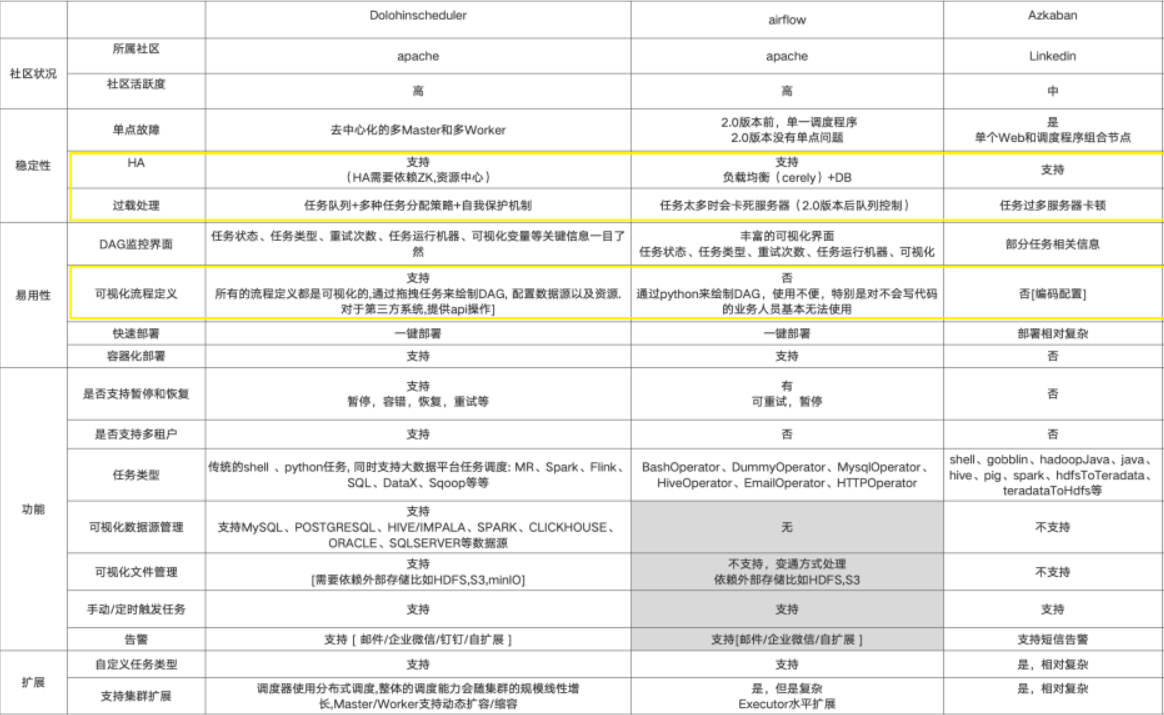 Dolohinscheduler airflow Azkaban
社区状况 所属社区 apache apache Linkedin
社区活跃度 高 高 中
稳定性 单点故障 去中心化的多Master和多Worker 2.0版本前，单一调度程序 是
2.0版本没有单点问题 单个Web和调度程序组合节点
HA 支持 支持 支持
（HA需要依赖ZK,资源中心） 负载均衡（cerely）+DB
过载处理 任务队列+多种任务分配策略+自我保护机制 任务太多时会卡死服务器（2.0版本后队列控制） 任务过多服务器卡顿
易用性 DAG监控界面 任务状态、任务类型、重试次数、任务运行机器、可视化变量等关键信息一目了 丰富的可视化界面 部分任务相关信息
然 任务状态、任务类型、重试次数、任务运行机器、可视化
可视化流程定义 支持 否 否[编码配置]
所有的流程定义都是可视化的,通过拖拽任务来绘制DAG, 配置数据源以及资源. 通过python来绘制DAG，使用不便，特别是对不会写代码
对于第三方系统,提供api操作] 的业务人员基本无法使用
快速部署 一键部署 一键部署 部署相对复杂
容器化部署 支持 支持 否
功能 是否支持暂停和恢复 支持 有 否
暂停，容错，恢复，重试等 可重试，暂停
是否支持多租户 支持 否 否
任务类型 传统的shell 、python任务, 同时支持大数据平台任务调度: MR、Spark、Flink、 BashOperator、DummyOperator、MysqlOperator、 shell、gobblin、hadoopJava、java、
SQL、DataX、Sqoop等等 HiveOperator、EmailOperator、HTTPOperator hive、pig、spark、hdfsToTeradata、
teradataToHdfs等
可视化数据源管理 支持 无 不支持
支持MySQL、POSTGRESQL、HIVE/IMPALA、SPARK、CLICKHOUSE、
ORACLE、SQLSERVER等数据源
可视化文件管理 支持 不支持，变通方式处理 不支持
[需要依赖外部存储比如HDFS,S3,minIO] 依赖外部存储比如HDFS,S3
手动/定时触发任务 支持 支持 支持
告警 支持 [ 邮件/企业微信/钉钉/自扩展 ] 支持[邮件/企业微信/自扩展 ] 支持短信告警
扩展 自定义任务类型 支持 支持 是，相对复杂
支持集群扩展 调度器使用分布式调度,整体的调度能力会随集群的规模线性增 是，但是复杂 是，相对复杂
长,Master/Worker支持动态扩容/缩容 Executor水平扩展